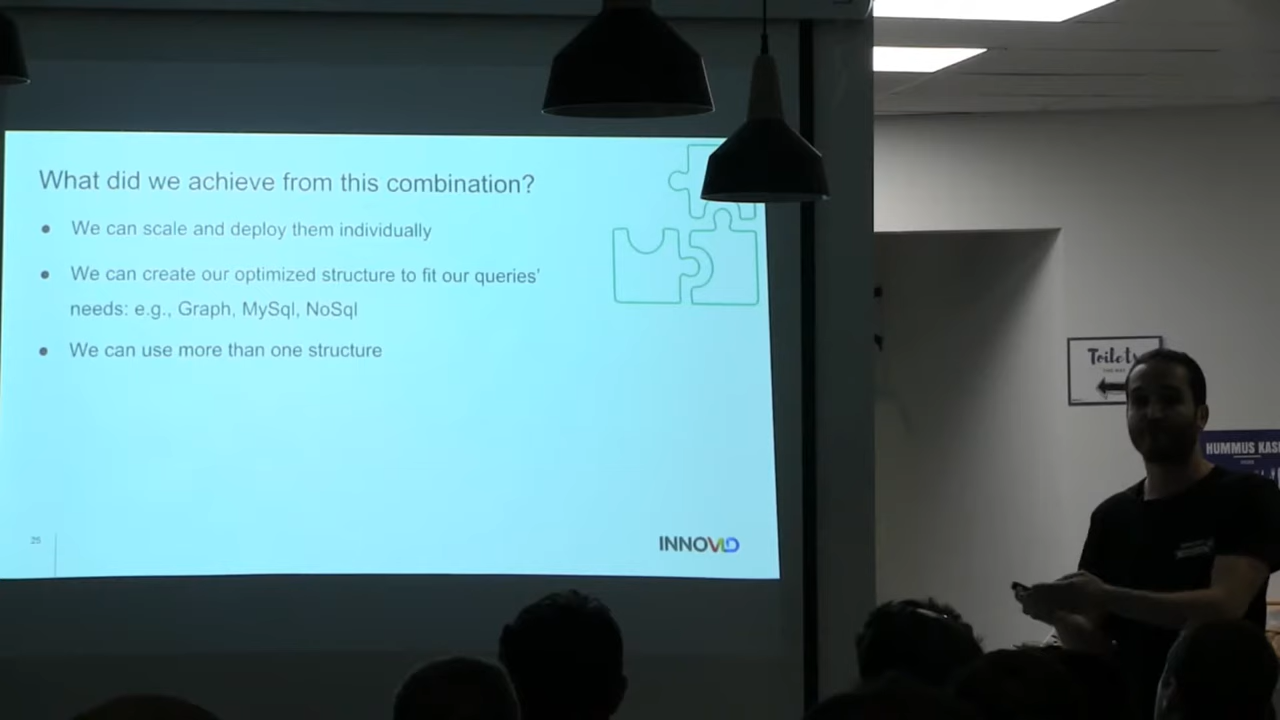 What did we achieve from this combination?
● We can scale and deploy them individually
● We can create our optimized structure to fit our queries'
needs: e.g., Graph, MySql, NoSql
● We can use more than one structure
25
INNOVID
Toilets
HUMMUS